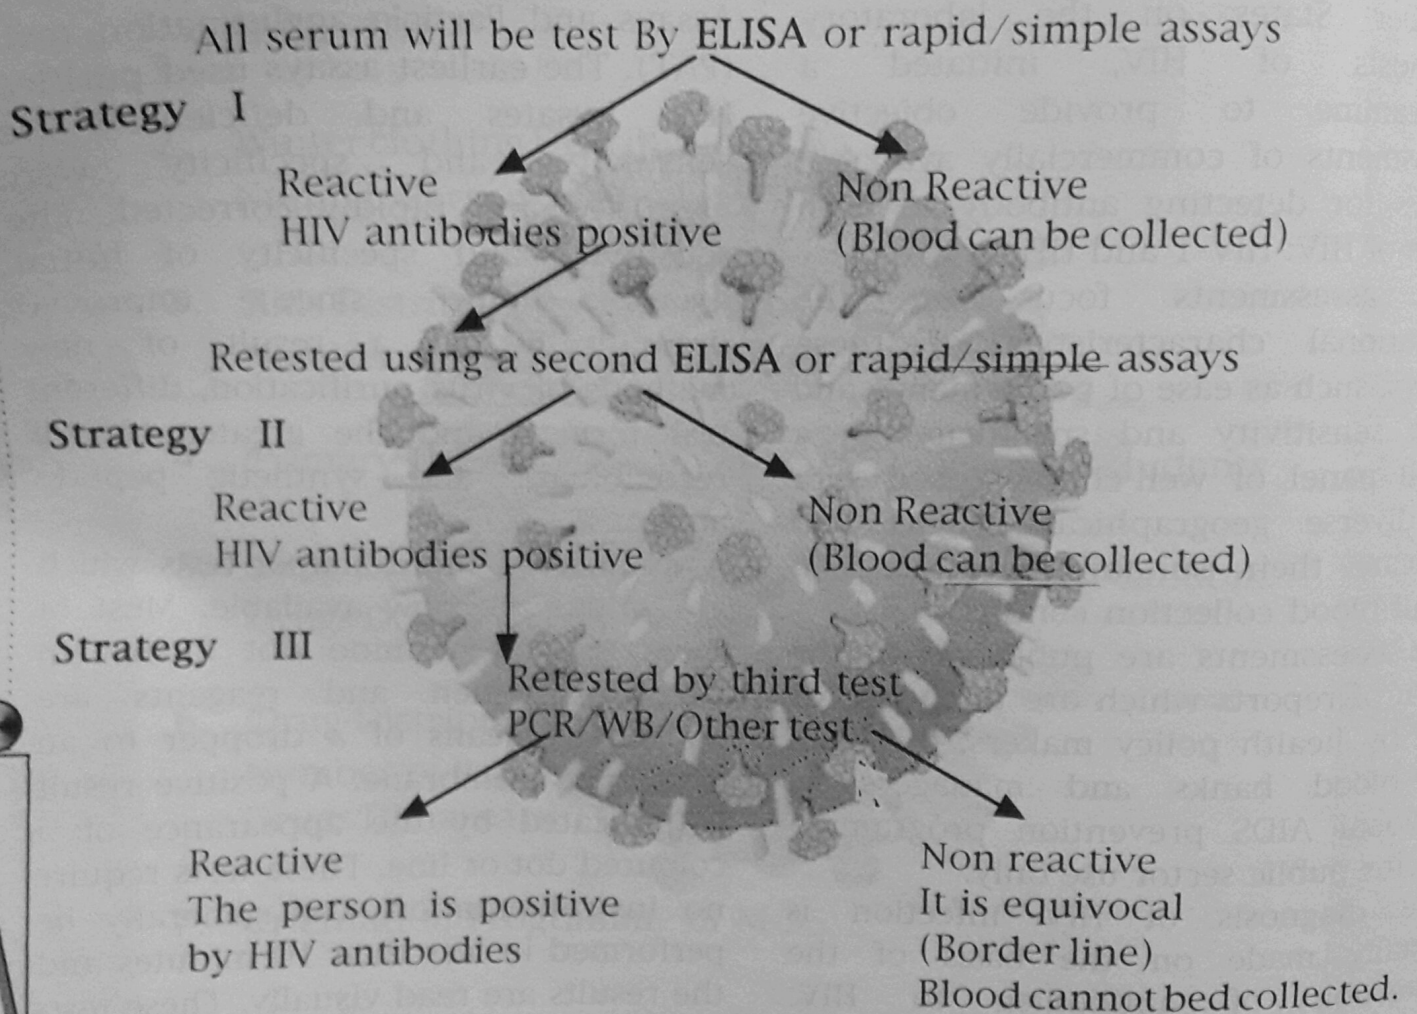 All serum will be test By ELISA or rapid/simple assays
Strategy I
Reactive
HIV antibodies positive
Non Reactive
(Blood can be collected)
Retested using a second ELISA or rapid/simple assays
Strategy II
Reactive
HIV antibodies positive
Non Reactive
(Blood can be collected)
Strategy III
Retested by third test
PCR/WB/Other test.
Reactive
The person is positive
by HIV antibodies
Non reactive
It is equivocal
(Border line)
Blood cannot bed collected.